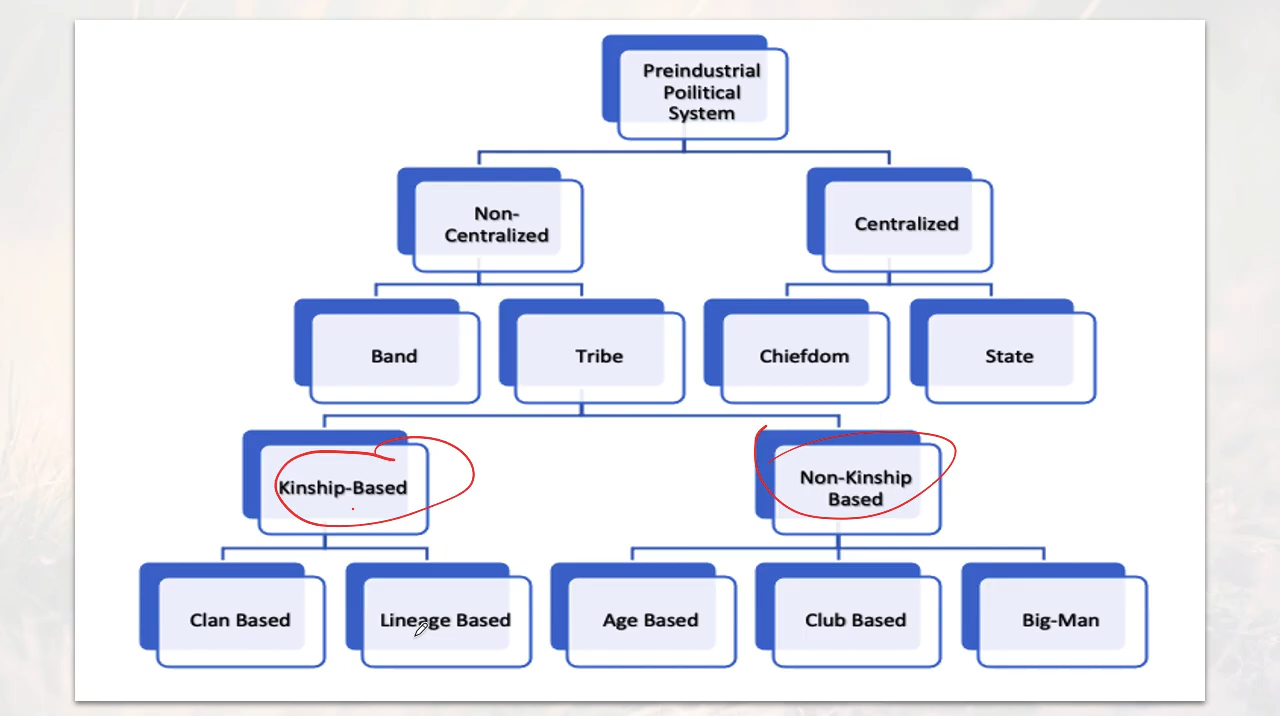 Preindustrial
Poilitical
System
Non-
Centralized
Centralized
Band
Tribe
Chiefdom
State
Kinship-Based
Non-Kinship
Based
Clan Based
Lineage Based
Age Based
Club Based
Big-Man